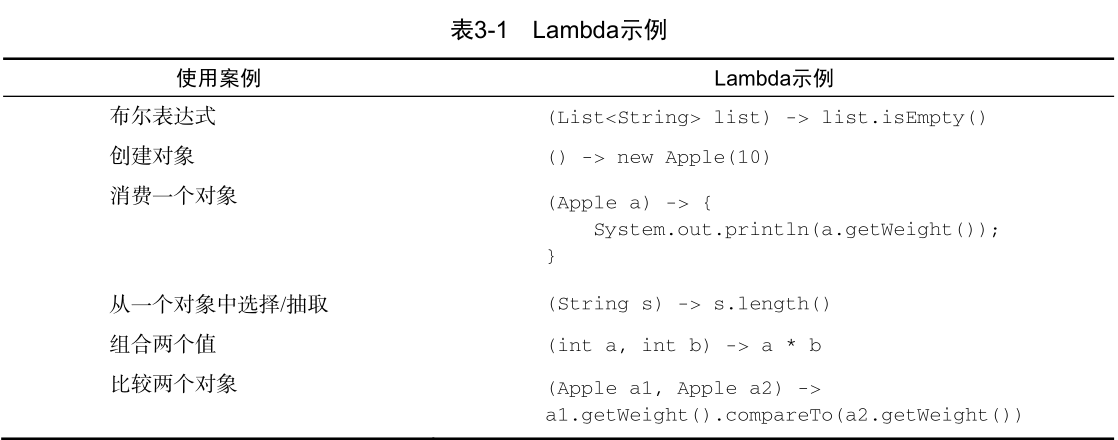 表3-1 Lambda示例
使用案例 Lambda示例
布尔表达式 (List<String> list) -> list.isEmpty()
创建对象 () -> new Apple(10)
消费一个对象 (Apple a) -> {
    System.out.println(a.getWeight());
}
从一个对象中选择/抽取 (String s) -> s.length()
组合两个值 (int a, int b) -> a * b
比较两个对象 (Apple a1, Apple a2) ->
a1.getWeight().compareTo(a2.getWeight())